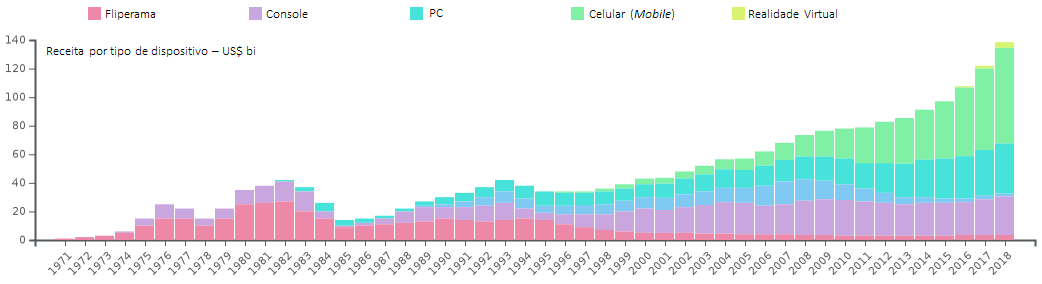 Fliperama Console PC Celular (Mobile) Realidade Virtual
Receita por tipo de dispositivo – US$ bi
140
120
100
80
60
40
20
0
1971 1972 1973 1974 1975 1976 1977 1978 1979 1980 1981 1982 1983 1984 1985 1986 1987 1988 1989 1990 1991 1992 1993 1994 1995 1996 1997 1998 1999 2000 2001 2002 2003 2004 2005 2006 2007 2008 2009 2010 2011 2012 2013 2014 2015 2016 2017 2018